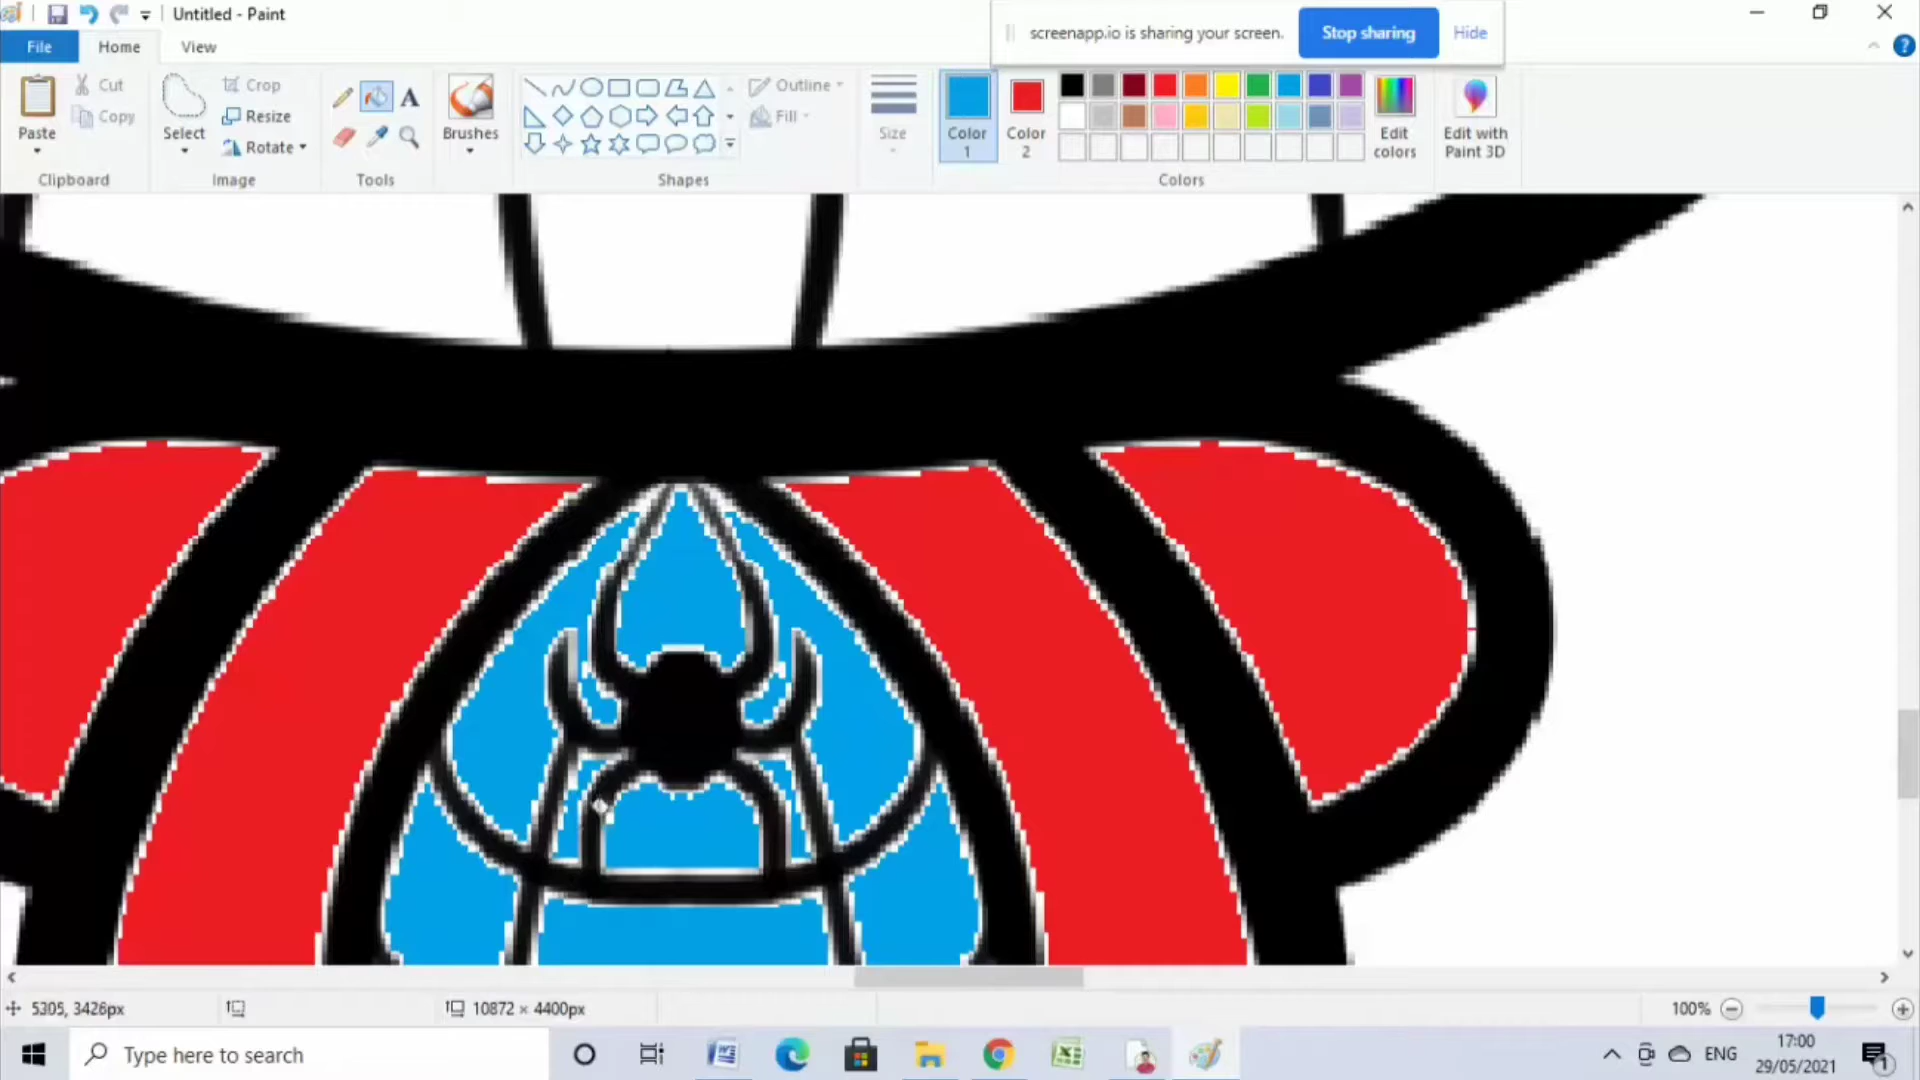 Untitled - Paint
screenapp.io is sharing your screen. Stop sharing Hide
File Home View
Paste Cut Copy
Clipboard
Select Crop Resize Rotate
Image
A
Tools
Brushes
Shapes
Outline Fill
Size
Color 1
Color 2
Edit colors
Colors
Edit with Paint 3D
5305, 3426px 10872 × 4400px 100%
Type here to search
ENG
17:00
29/05/2021
1